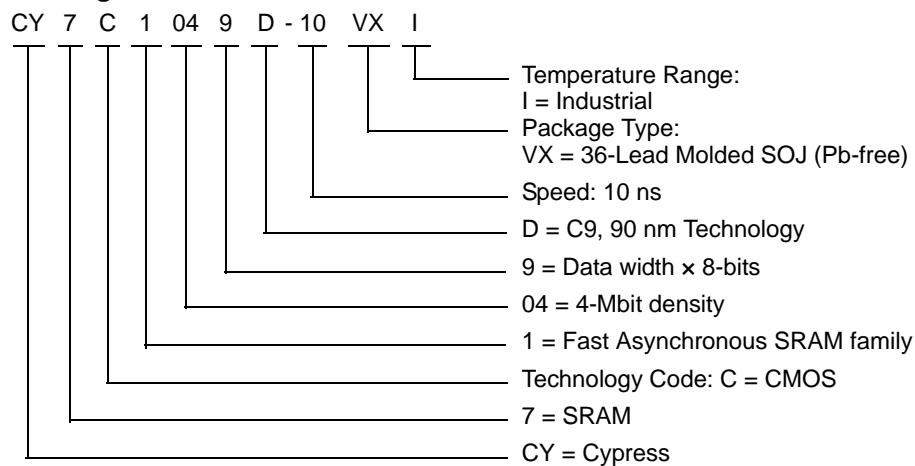 CY 7 C 1 04 9 D - 10 VX I
Temperature Range:
I = Industrial
Package Type:
VX = 36-Lead Molded SOJ (Pb-free)
Speed: 10 ns
D = C9, 90 nm Technology
9 = Data width × 8-bits
04 = 4-Mbit density
1 = Fast Asynchronous SRAM family
Technology Code: C = CMOS
7 = SRAM
CY = Cypress